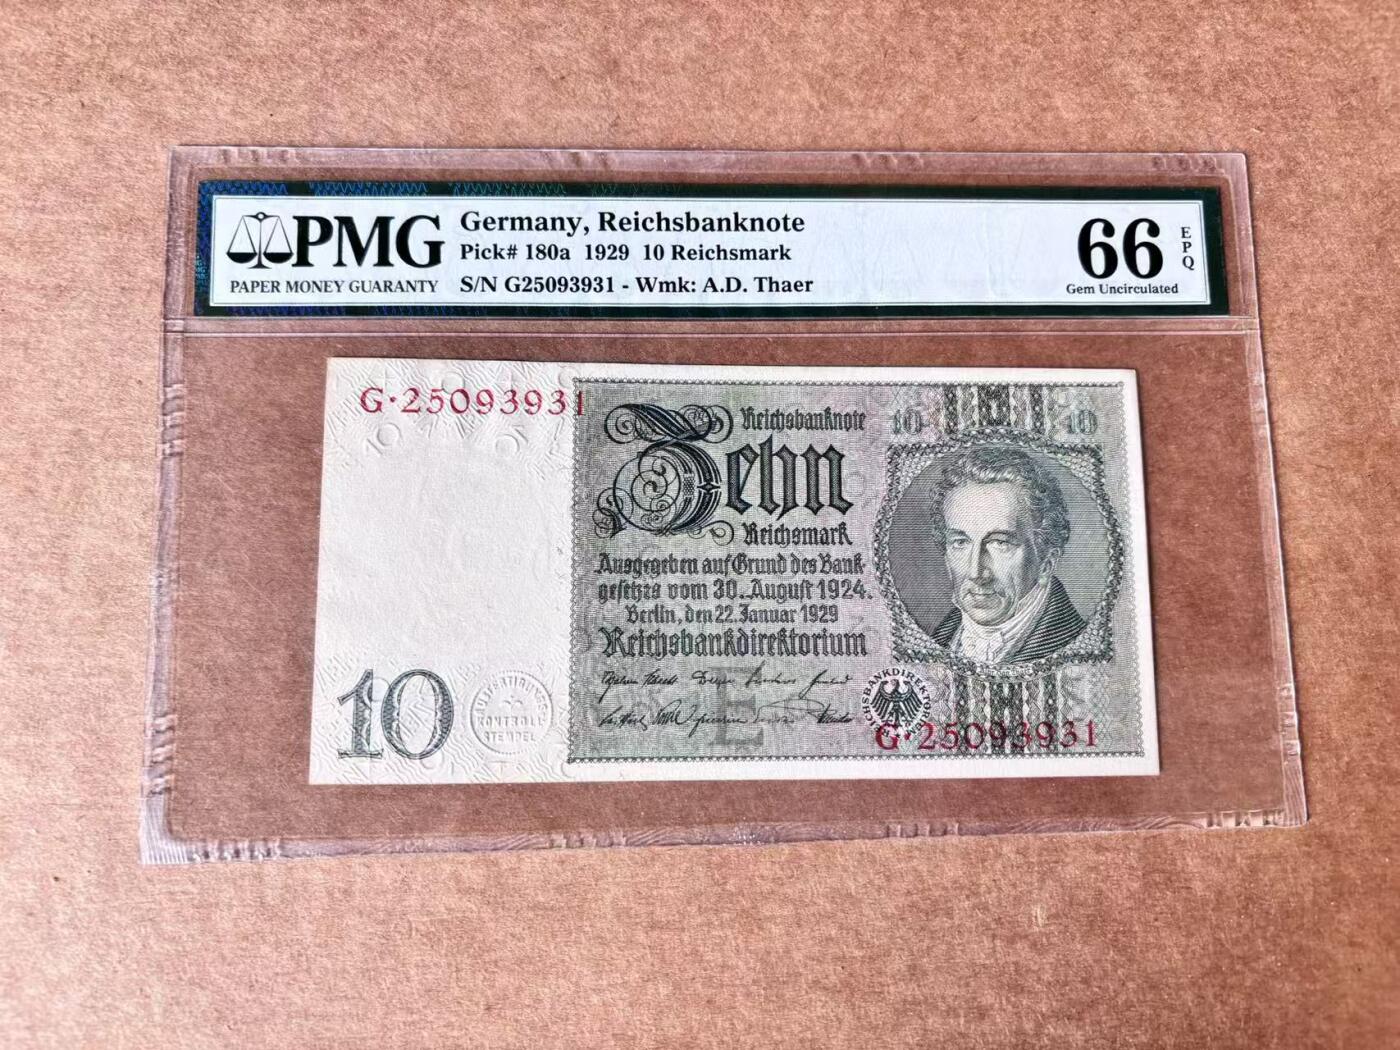 PMG
PAPER MONEY GUARANTY
Germany, Reichsbanknote
Pick# 180a 1929 10 Reichsmark
S/N G25093931 - Wmk: A.D. Thaer
66
EPQ
Gem Uncirculated
G·25093931
Reichsbanknote
Zehn
Reichsmark
10 10
Ausgegeben auf Grund des Bank-
gesetzes vom 30. August 1924.
Berlin, den 22. Januar 1929
Reichsbankdirektorium
E
10
KONTROLL
STEMPEL
REICHSBANKDIREKTORIUM
G·25093931